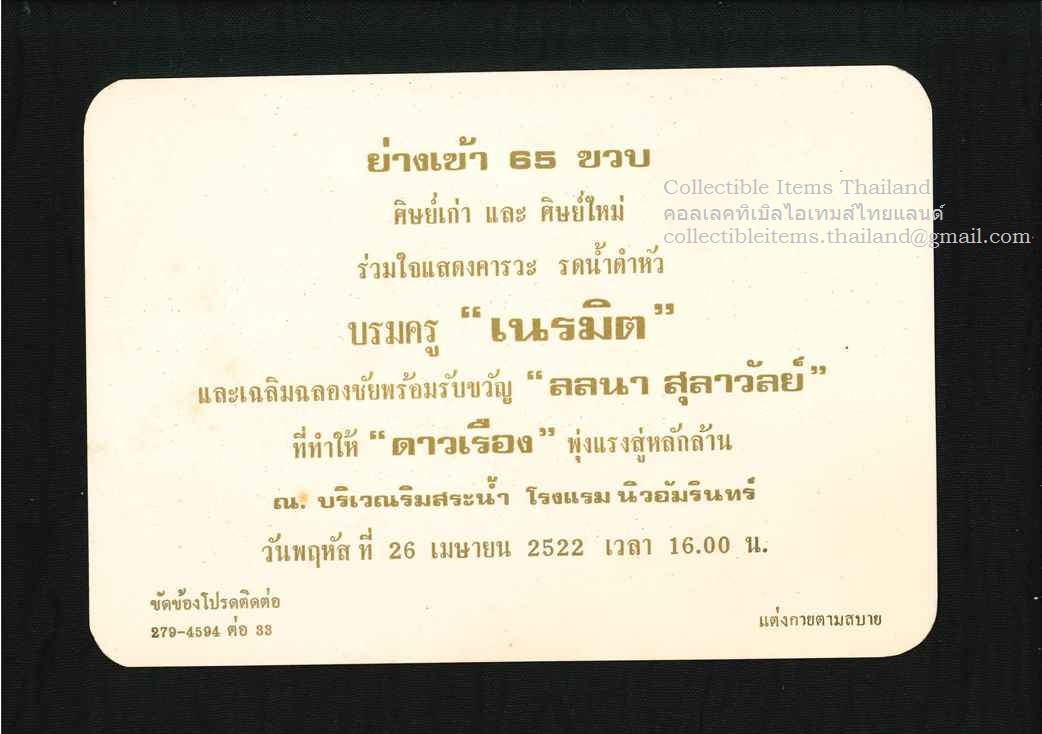 ย่างเข้า 65 ขวบ
ศิษย์เก่า และ ศิษย์ใหม่
ร่วมใจแสดงคารวะ รดน้ำดำหัว
บรมครู "เนรมิต"
และเฉลิมฉลองชัยพร้อมรับขวัญ "ลลนา สุลาวัลย์"
ที่ทำให้ "ดาวเรือง" พุ่งแรงสู่หลักล้าน
ณ. บริเวณริมสระน้ำ โรงแรม นิวอัมรินทร์
วันพฤหัส ที่ 26 เมษายน 2522 เวลา 16.00 น.
ขัดข้องโปรดติดต่อ
279-4594 ต่อ 33
แต่งกายตามสบาย
Collectible Items Thailand
คอลเลคทิเบิลไอเทมส์ไทยแลนด์
collectibleitems.thailand@gmail.com